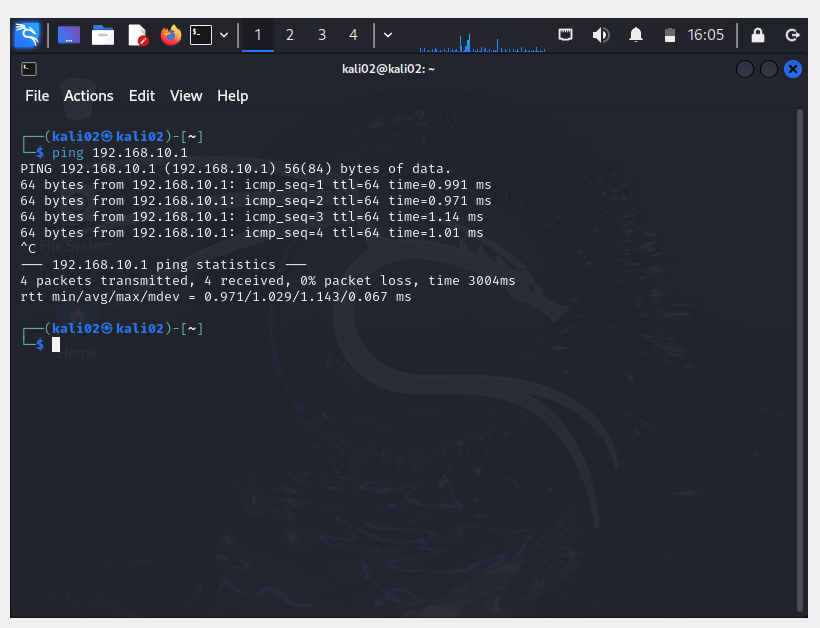 1 2 3 4 16:05
kali02@kali02: ~
File Actions Edit View Help
┌──(kali02㉿kali02)-[~]
└─$ ping 192.168.10.1
PING 192.168.10.1 (192.168.10.1) 56(84) bytes of data.
64 bytes from 192.168.10.1: icmp_seq=1 ttl=64 time=0.991 ms
64 bytes from 192.168.10.1: icmp_seq=2 ttl=64 time=0.971 ms
64 bytes from 192.168.10.1: icmp_seq=3 ttl=64 time=1.14 ms
64 bytes from 192.168.10.1: icmp_seq=4 ttl=64 time=1.01 ms
^C
File System
--- 192.168.10.1 ping statistics ---
4 packets transmitted, 4 received, 0% packet loss, time 3004ms
rtt min/avg/max/mdev = 0.971/1.029/1.143/0.067 ms
┌──(kali02㉿kali02)-[~]
└─$
Home